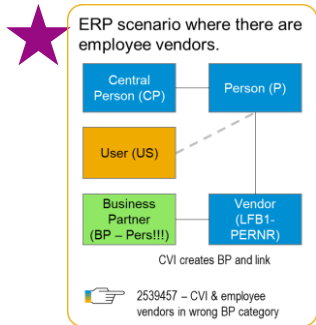 ERP scenario where there are
employee vendors.
Central
Person (CP)
Person (P)
User (US)
Business
Partner
(BP – Pers!!!)
Vendor
(LFB1-
PERNR)
CVI creates BP and link
2539457 – CVI & employee
vendors in wrong BP category